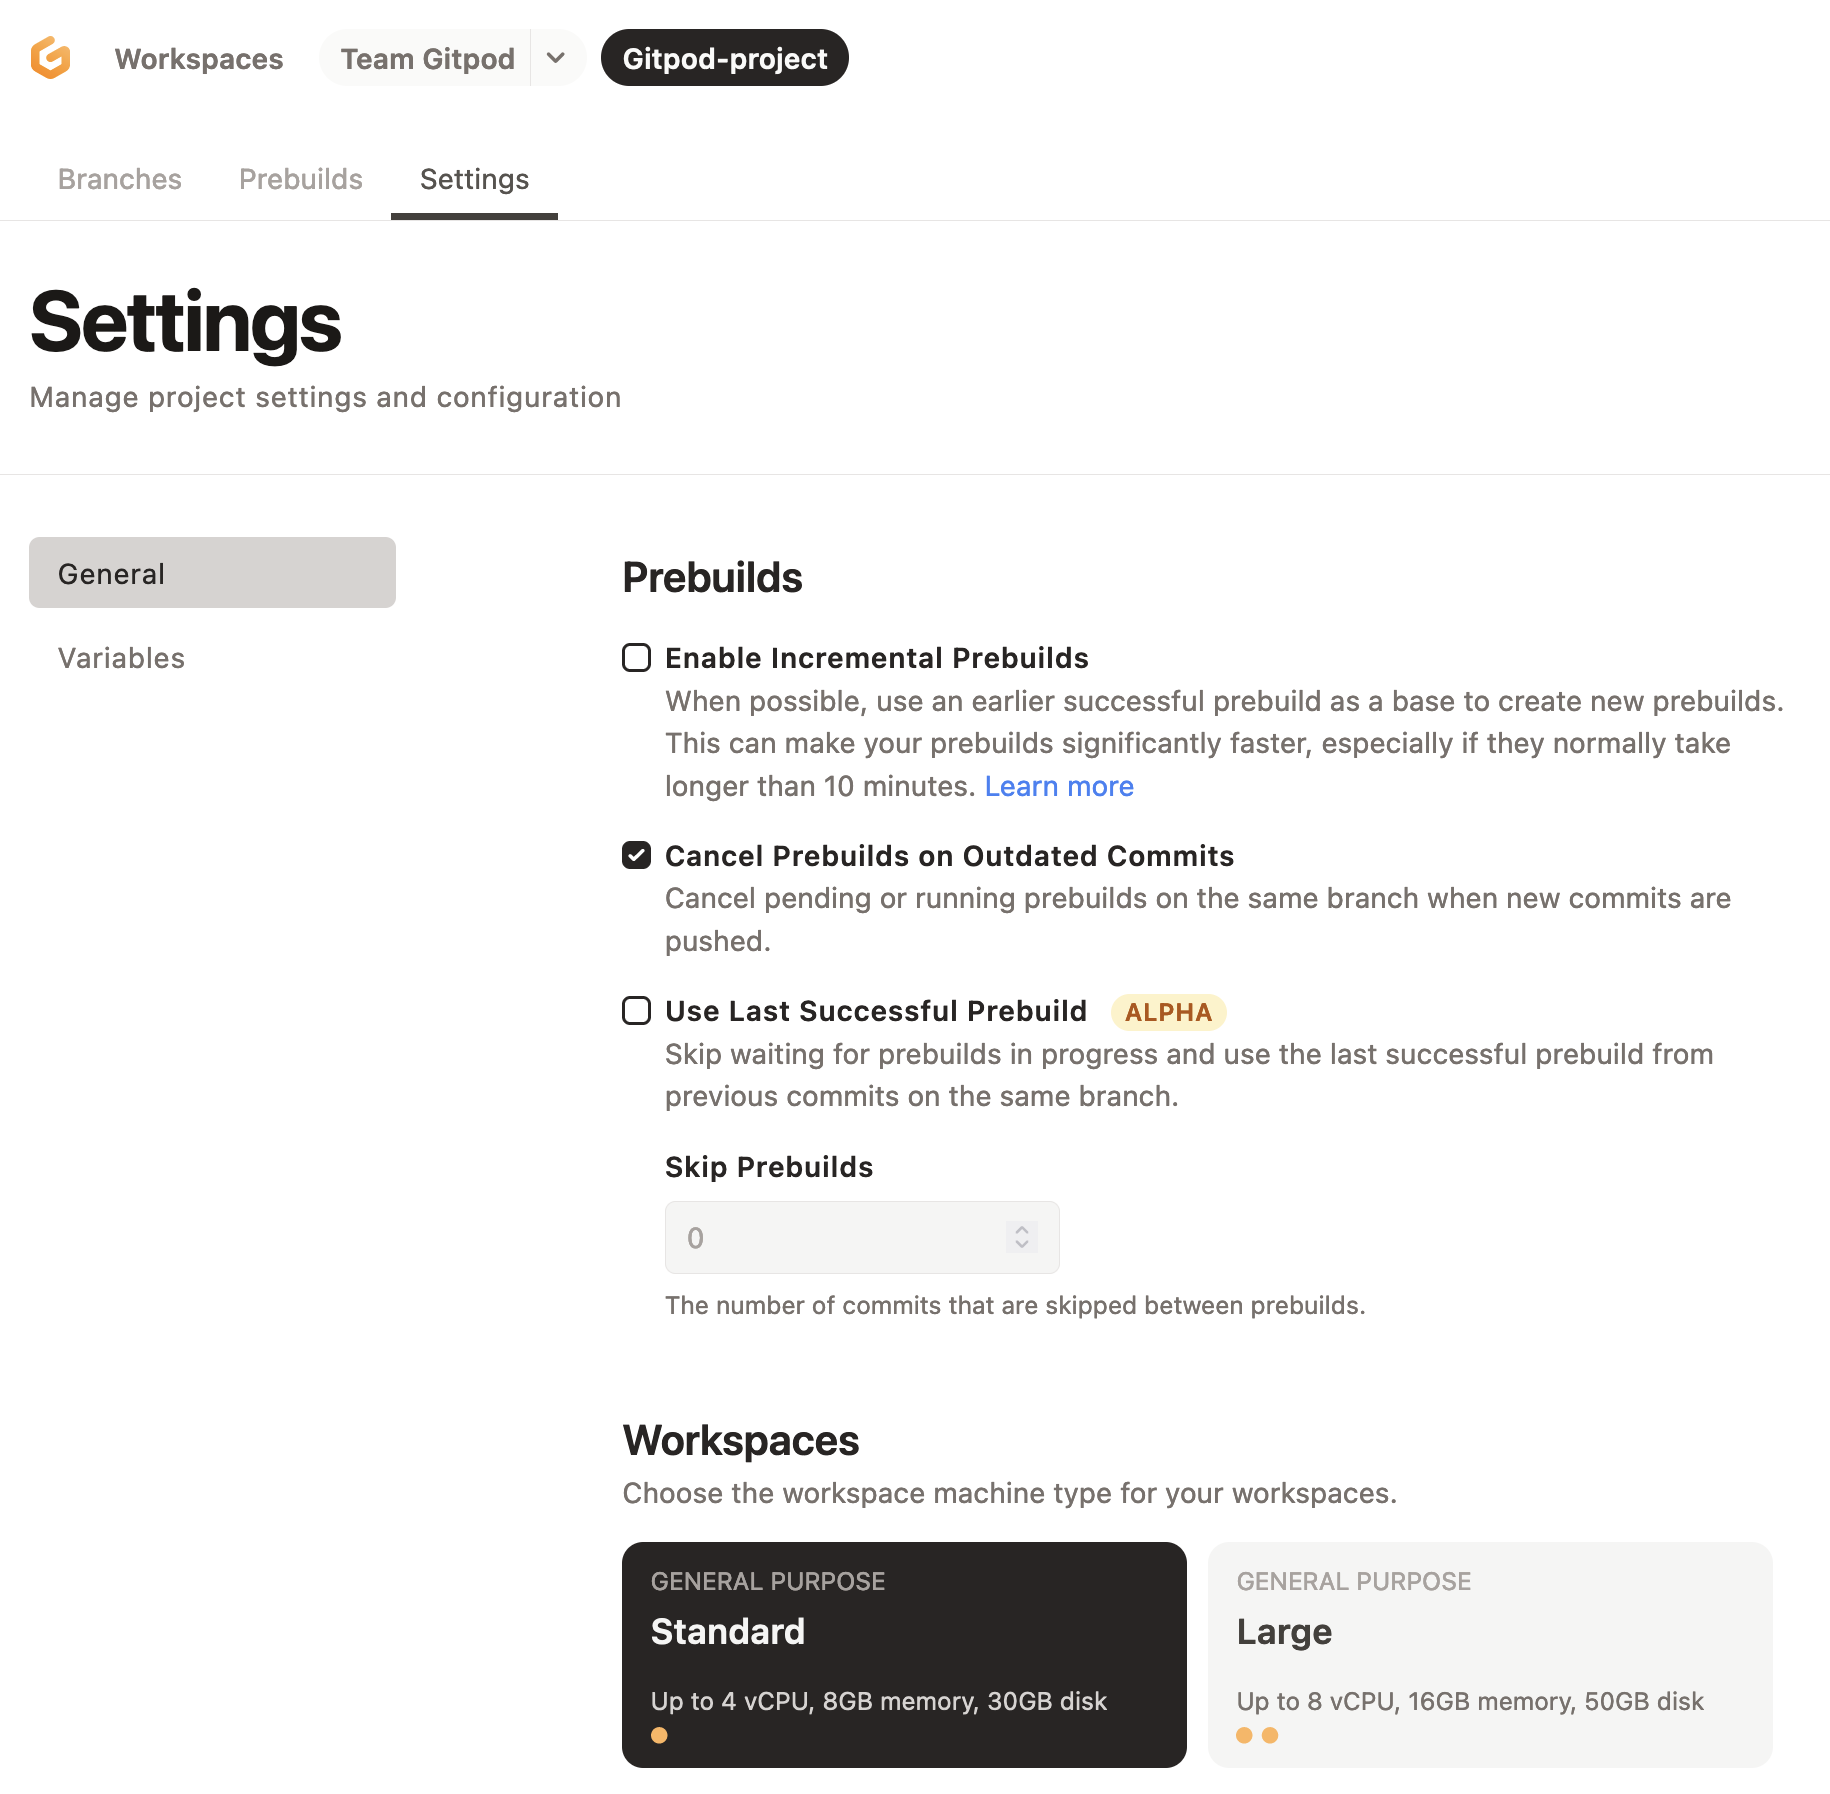 Workspaces Team Gitpod Gitpod-project
Branches Prebuilds Settings
Settings
Manage project settings and configuration
General
Variables
Prebuilds
Enable Incremental Prebuilds
When possible, use an earlier successful prebuild as a base to create new prebuilds.
This can make your prebuilds significantly faster, especially if they normally take
longer than 10 minutes. Learn more
Cancel Prebuilds on Outdated Commits
Cancel pending or running prebuilds on the same branch when new commits are
pushed.
Use Last Successful Prebuild ALPHA
Skip waiting for prebuilds in progress and use the last successful prebuild from
previous commits on the same branch.
Skip Prebuilds
0
The number of commits that are skipped between prebuilds.
Workspaces
Choose the workspace machine type for your workspaces.
GENERAL PURPOSE
Standard
Up to 4 vCPU, 8GB memory, 30GB disk
GENERAL PURPOSE
Large
Up to 8 vCPU, 16GB memory, 50GB disk